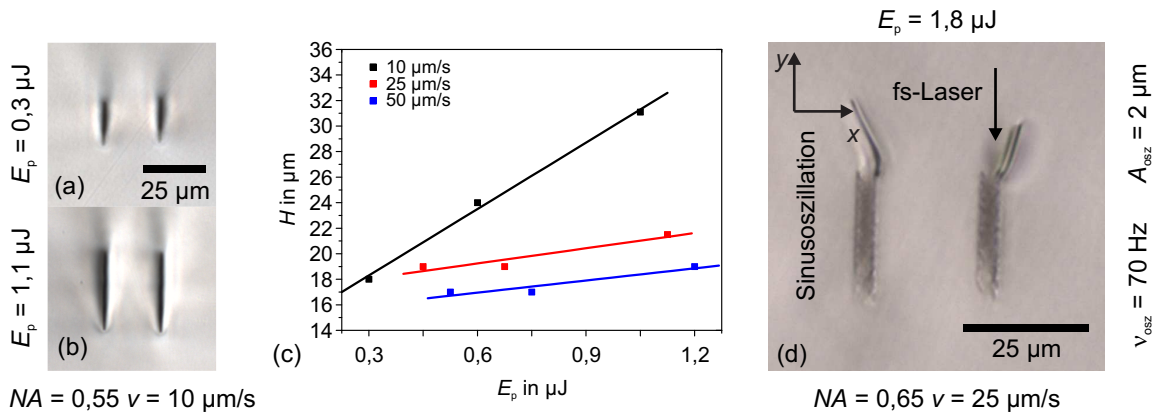 E_p = 0,3 µJ
(a)
25 µm
E_p = 1,1 µJ
(b)
NA = 0,55 v = 10 µm/s
(c)
H in µm
36
34
32
30
28
26
24
22
20
18
16
14
10 µm/s
25 µm/s
50 µm/s
0,3
0,6
0,9
1,2
E_p in µJ
E_p = 1,8 µJ
y
x
fs-Laser
Sinusoszillation
(d)
25 µm
A_osz = 2 µm
ν_osz = 70 Hz
NA = 0,65 v = 25 µm/s